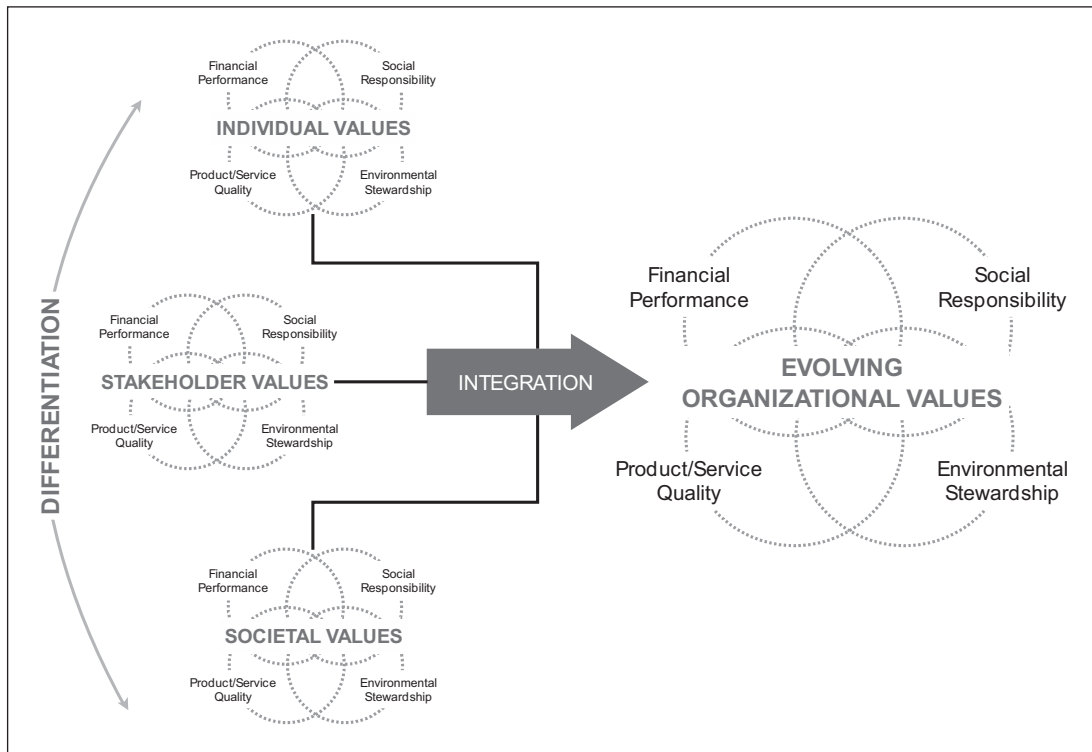 Financial
Performance
Social
Responsibility
INDIVIDUAL VALUES
Product/Service
Quality
Environmental
Stewardship
DIFFERENTIATION
Financial
Performance
Social
Responsibility
STAKEHOLDER VALUES
Product/Service
Quality
Environmental
Stewardship
INTEGRATION
Financial
Performance
Social
Responsibility
EVOLVING
ORGANIZATIONAL VALUES
Product/Service
Quality
Environmental
Stewardship
Financial
Performance
Social
Responsibility
SOCIETAL VALUES
Product/Service
Quality
Environmental
Stewardship